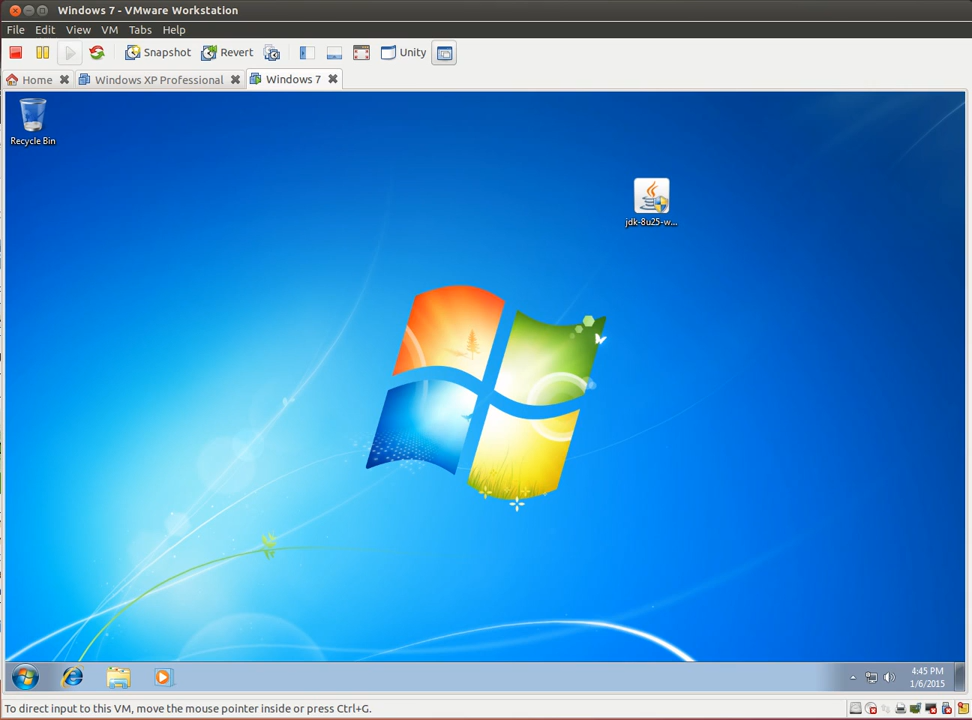 Windows 7 - VMware Workstation
File Edit View VM Tabs Help
Snapshot Revert Unity
Home Windows XP Professional Windows 7
Recycle Bin
jdk-8u25-w...
4:45 PM
1/6/2015
To direct input to this VM, move the mouse pointer inside or press Ctrl+G.